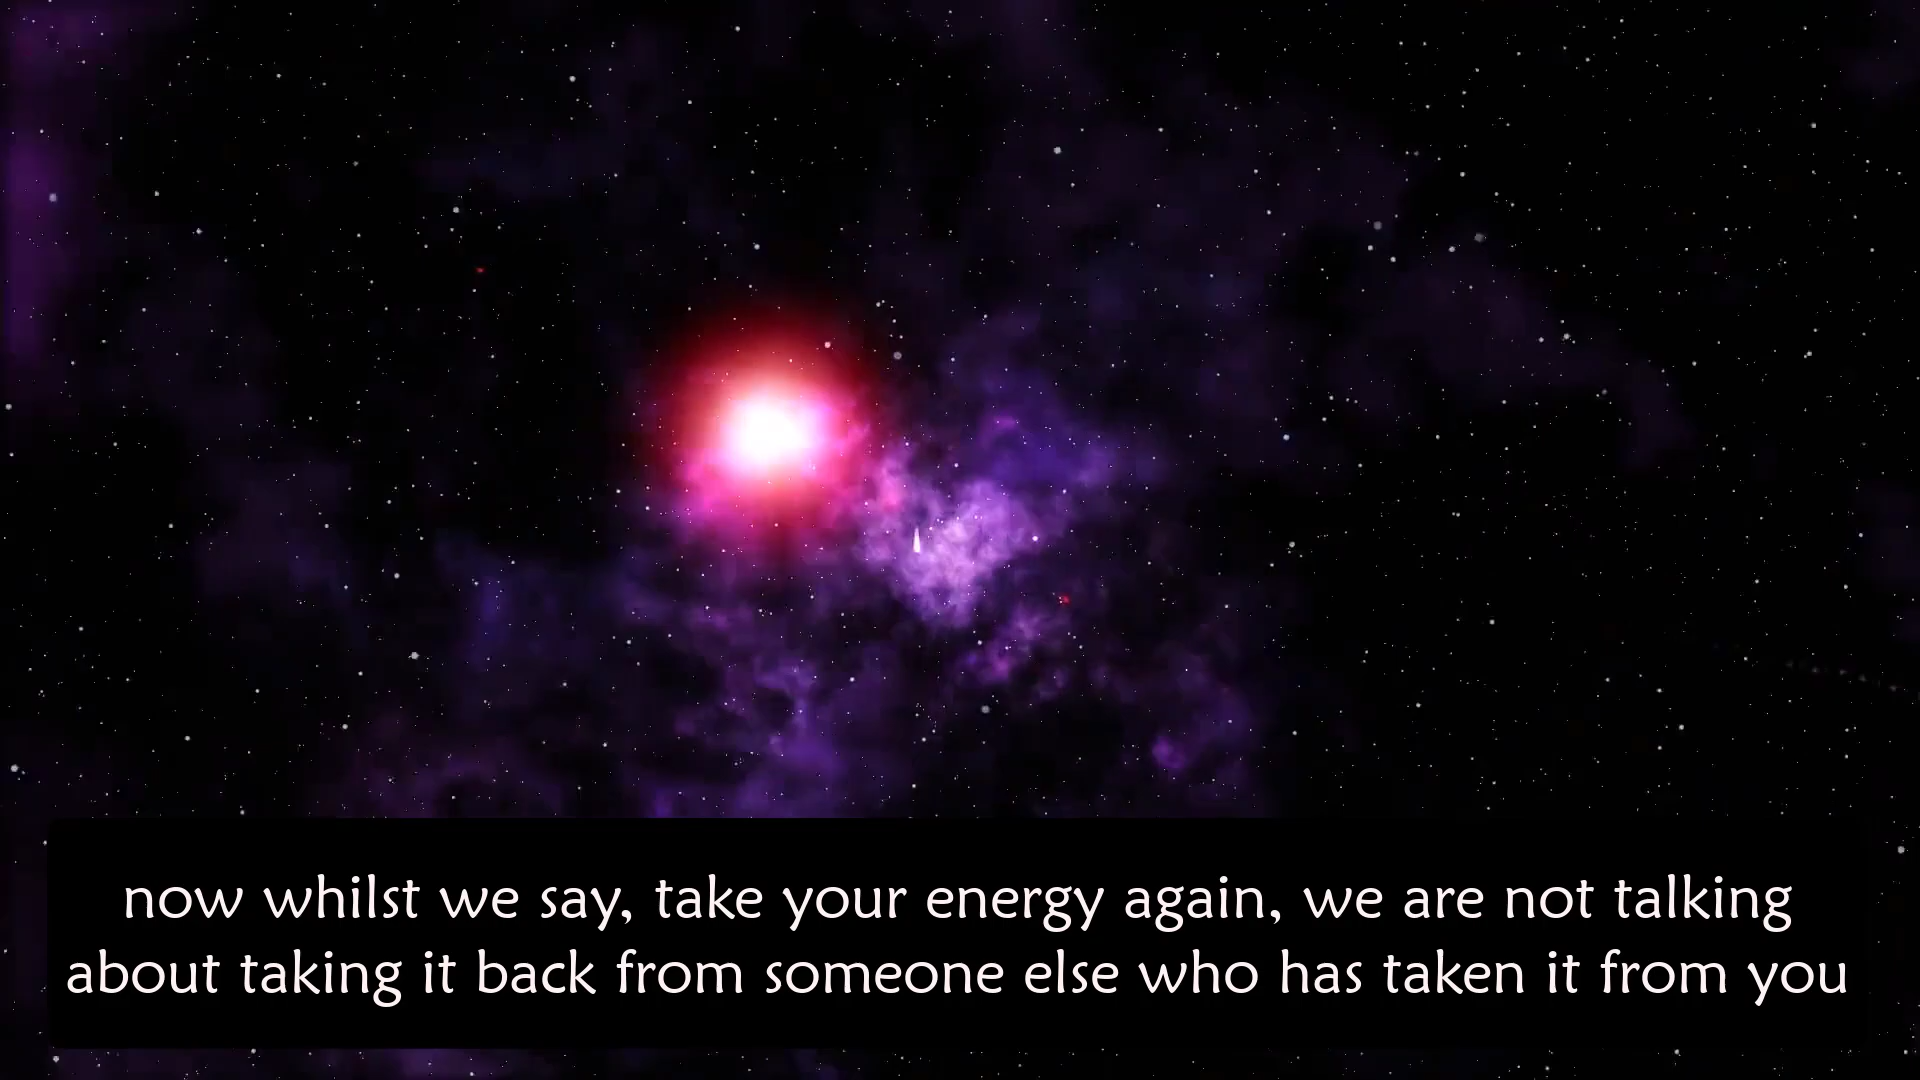 now whilst we say, take your energy again, we are not talking
about taking it back from someone else who has taken it from you